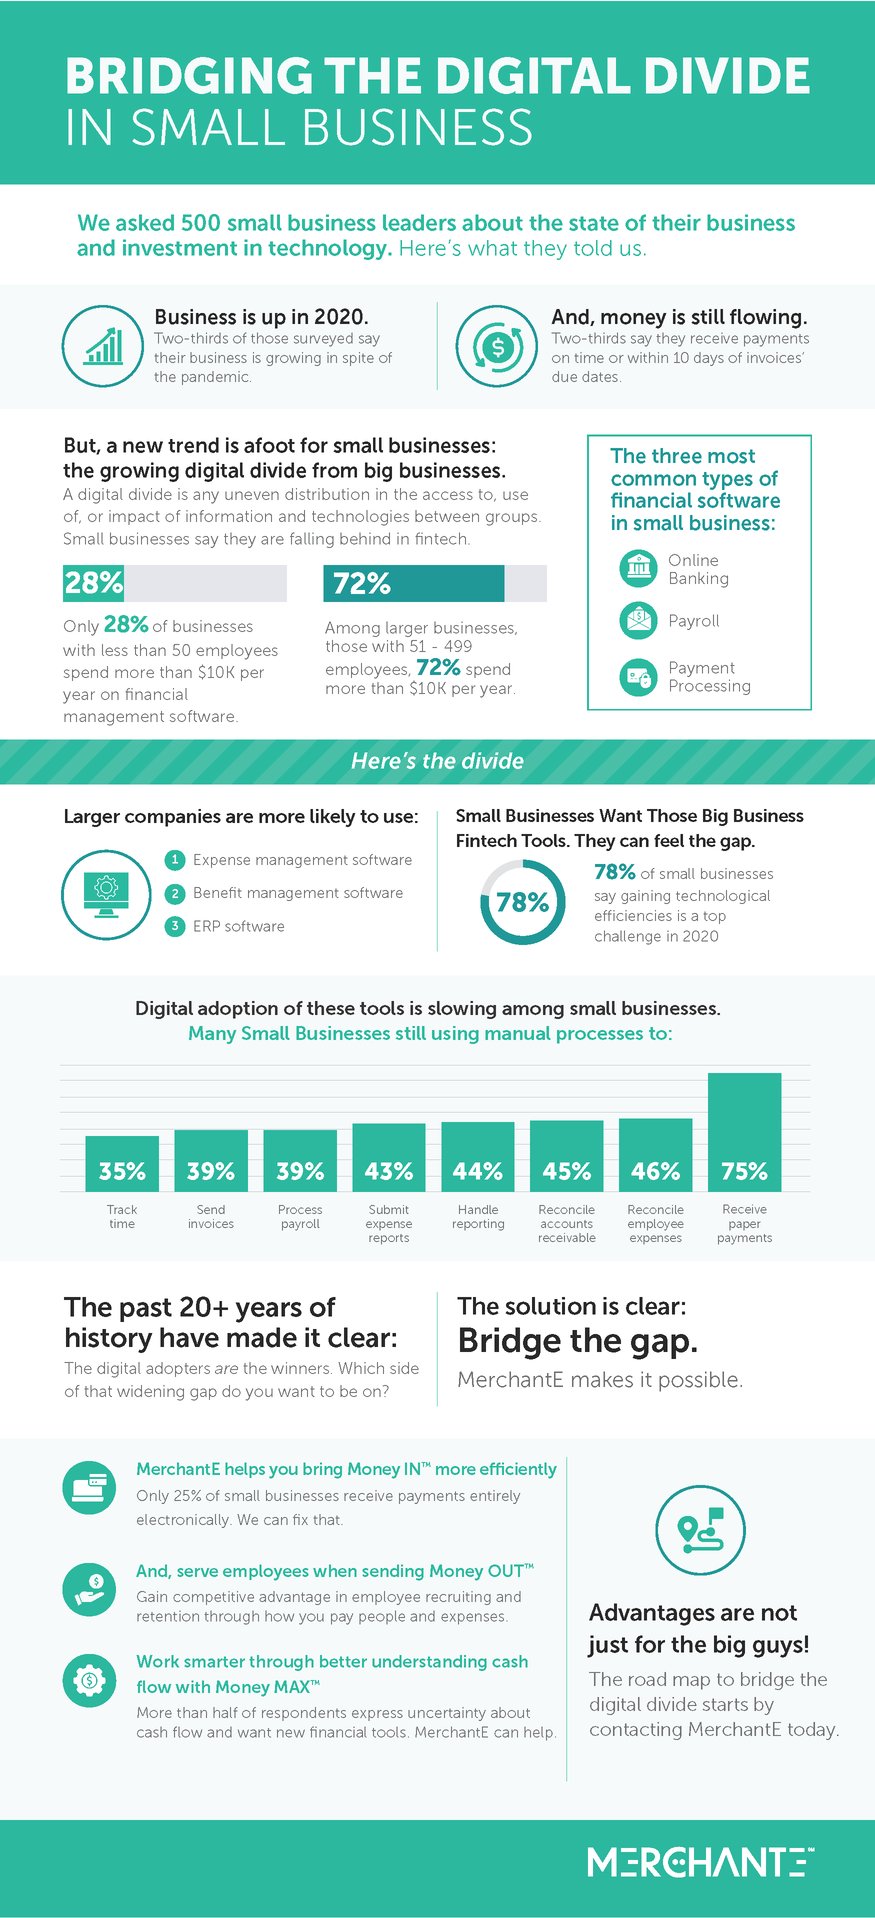 BRIDGING THE DIGITAL DIVIDE
IN SMALL BUSINESS
We asked 500 small business leaders about the state of their business
and investment in technology. Here's what they told us.
Business is up in 2020.
Two-thirds of those surveyed say
their business is growing in spite of
the pandemic.
And, money is still flowing.
Two-thirds say they receive payments
on time or within 10 days of invoices'
due dates.
But, a new trend is afoot for small businesses:
the growing digital divide from big businesses.
A digital divide is any uneven distribution in the access to, use
of, or impact of information and technologies between groups.
Small businesses say they are falling behind in fintech.
28%
Only 28% of businesses
with less than 50 employees
spend more than $10K per
year on financial
management software.
72%
Among larger businesses,
those with 51 - 499
employees, 72% spend
more than $10K per year.
The three most
common types of
financial software
in small business:
Online
Banking
Payroll
Payment
Processing
Here's the divide
Larger companies are more likely to use:
1 Expense management software
2 Benefit management software
3 ERP software
Small Businesses Want Those Big Business
Fintech Tools. They can feel the gap.
78%
78% of small businesses
say gaining technological
efficiencies is a top
challenge in 2020
Digital adoption of these tools is slowing among small businesses.
Many Small Businesses still using manual processes to:
35% 39% 39% 43% 44% 45% 46% 75%
Track
time
Send
invoices
Process
payroll
Submit
expense
reports
Handle
reporting
Reconcile
accounts
receivable
Reconcile
employee
expenses
Receive
paper
payments
The past 20+ years of
history have made it clear:
The digital adopters are the winners. Which side
of that widening gap do you want to be on?
The solution is clear:
Bridge the gap.
MerchantE makes it possible.
MerchantE helps you bring Money IN™ more efficiently
Only 25% of small businesses receive payments entirely
electronically. We can fix that.
And, serve employees when sending Money OUT™
Gain competitive advantage in employee recruiting and
retention through how you pay people and expenses.
Work smarter through better understanding cash
flow with Money MAX™
More than half of respondents express uncertainty about
cash flow and want new financial tools. MerchantE can help.
Advantages are not
just for the big guys!
The road map to bridge the
digital divide starts by
contacting MerchantE today.
MERCHANTE™